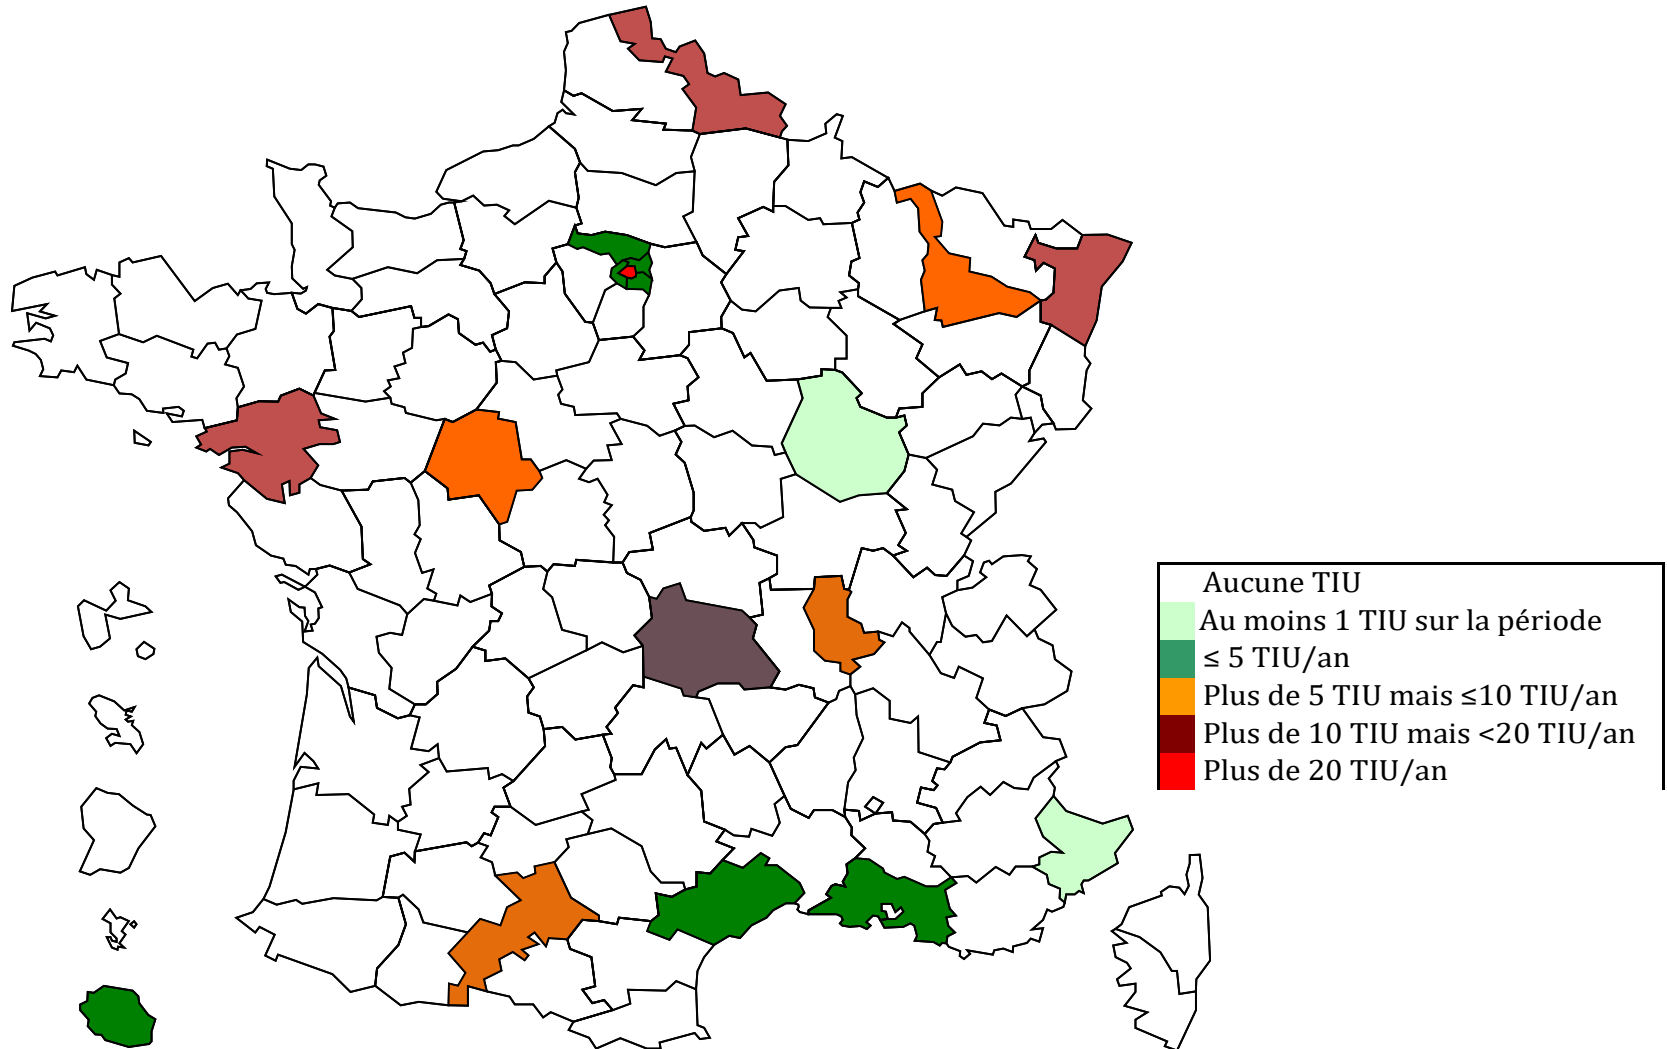 Aucune TIU
Au moins 1 TIU sur la période
≤ 5 TIU/an
Plus de 5 TIU mais ≤10 TIU/an
Plus de 10 TIU mais <20 TIU/an
Plus de 20 TIU/an